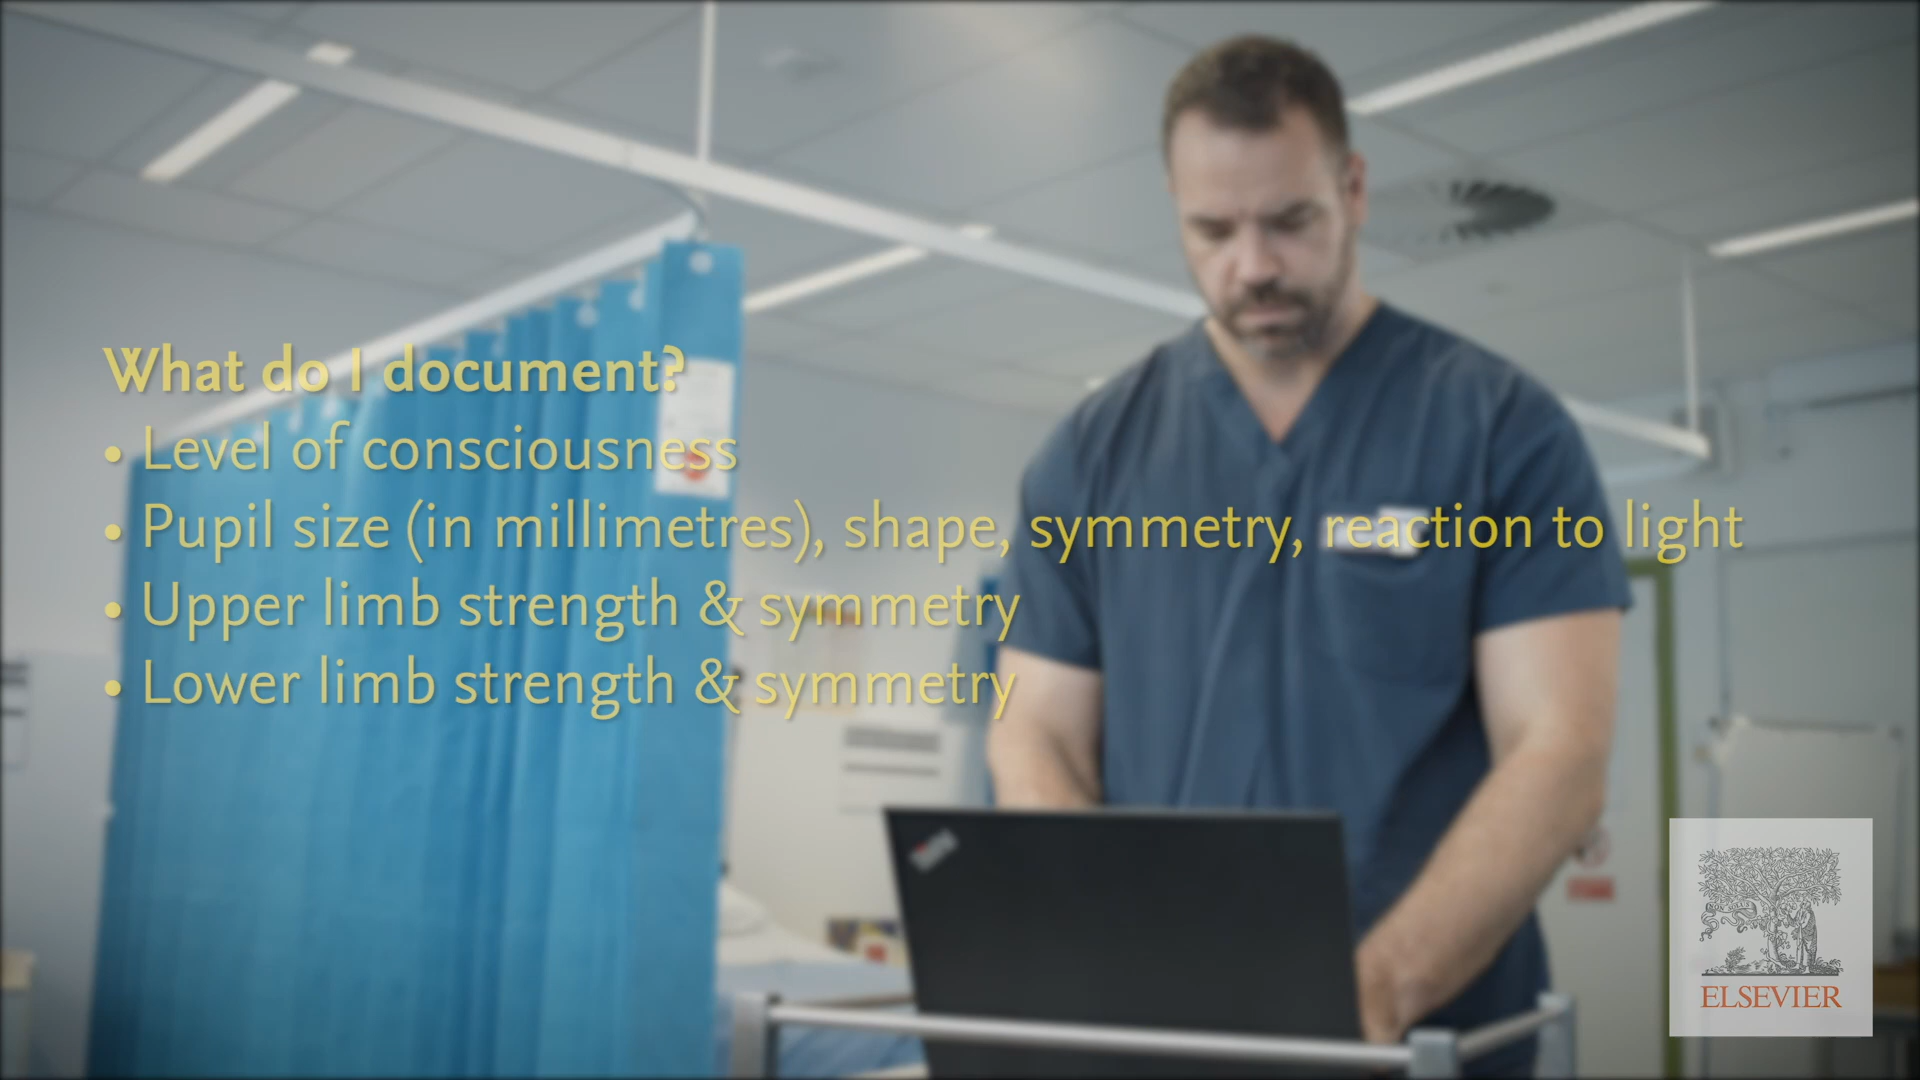 What do I document?
• Level of consciousness
• Pupil size (in millimetres), shape, symmetry, reaction to light
• Upper limb strength & symmetry
• Lower limb strength & symmetry
ELSEVIER